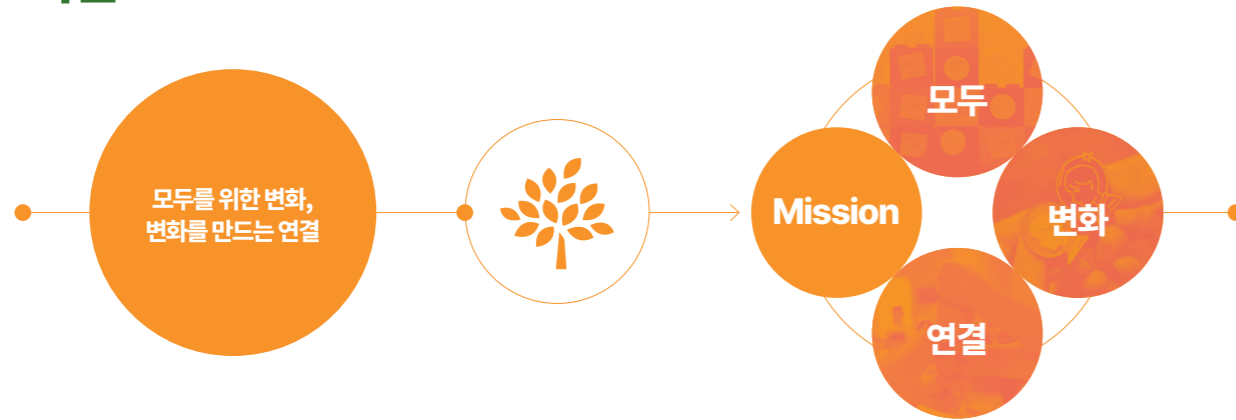 모두를 위한 변화,
변화를 만드는 연결
모두
Mission
변화
연결